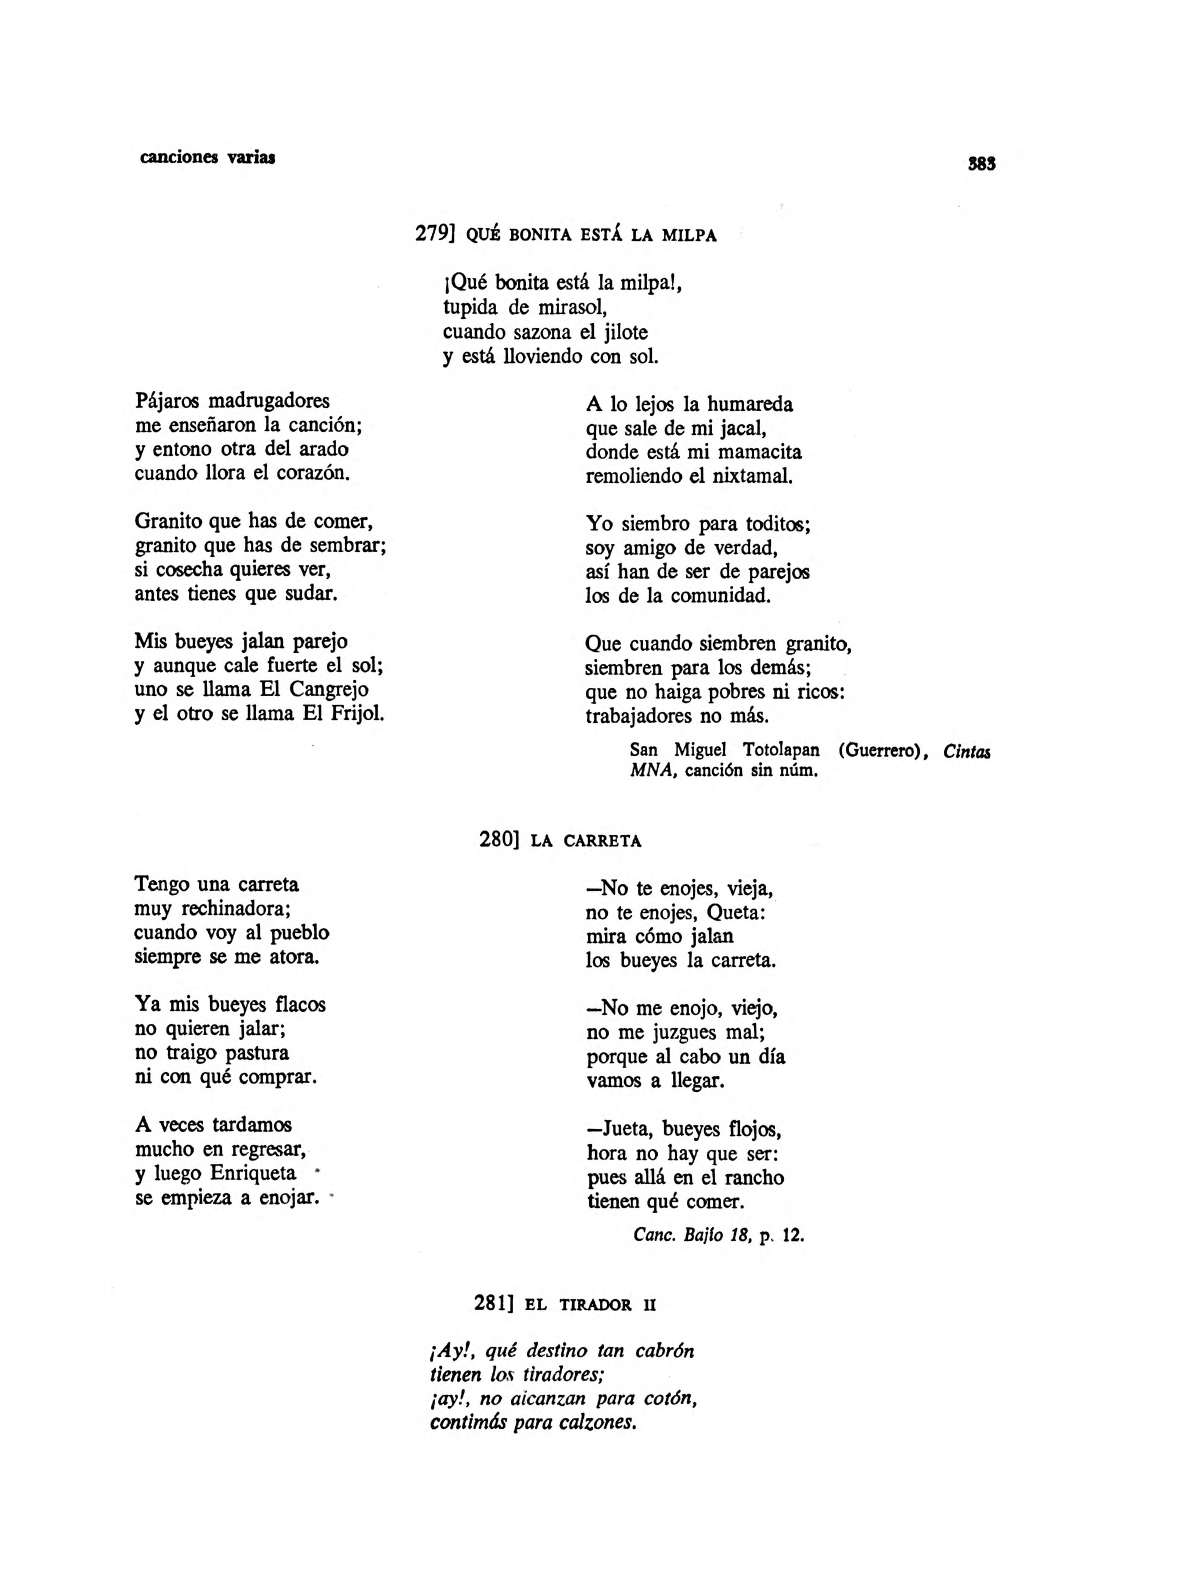 canciones varias
383
279] QUÉ BONITA ESTÁ LA MILPA
¡Qué bonita está la milpa!,
tupida de mirasol,
cuando sazona el jilote
y está lloviendo con sol.
Pájaros madrugadores
me enseñaron la canción;
y entono otra del arado
cuando llora el corazón.
Granito que has de comer,
granito que has de sembrar;
si cosecha quieres ver,
antes tienes que sudar.
Mis bueyes jalan parejo
y aunque cale fuerte el sol;
uno se llama El Cangrejo
y el otro se llama El Frijol.
A lo lejos la humareda
que sale de mi jacal,
donde está mi mamacita
remoliendo el nixtamal.
Yo siembro para toditos;
soy amigo de verdad,
así han de ser de parejos
los de la comunidad.
Que cuando siembren granito,
siembren para los demás;
que no haiga pobres ni ricos:
trabajadores no más.
San Miguel Totolapan (Guerrero), Cintas
MNA, canción sin núm.
280] LA CARRETA
Tengo una carreta
muy rechinadora;
cuando voy al pueblo
siempre se me atora.
Ya mis bueyes flacos
no quieren jalar;
no traigo pastura
ni con qué comprar.
A veces tardamos
mucho en regresar,
y luego Enriqueta
se empieza a enojar.
—No te enojes, vieja,
no te enojes, Queta:
mira cómo jalan
los bueyes la carreta.
—No me enojo, viejo,
no me juzgues mal;
porque al cabo un día
vamos a llegar.
—Jueta, bueyes flojos,
hora no hay que ser:
pues allá en el rancho
tienen qué comer.
Canc. Bajío 18, p. 12.
281] EL TIRADOR II
¡Ay!, qué destino tan cabrón
tienen los tiradores;
¡ay!, no alcanzan para cotón,
contimás para calzones.